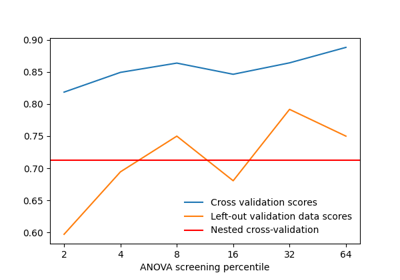 0.90
0.85
0.80
0.75
0.70
0.65
0.60
Cross validation scores
Left-out validation data scores
Nested cross-validation
2 4 8 16 32 64
ANOVA screening percentile